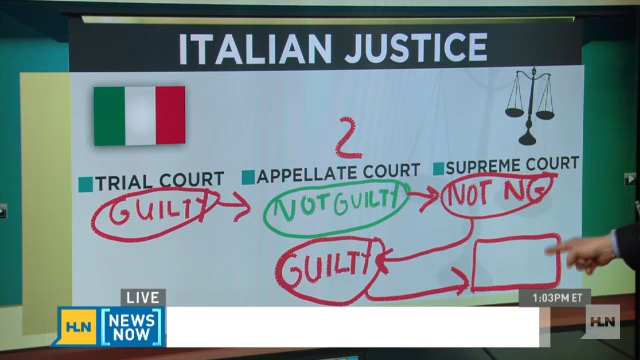 ITALIAN JUSTICE
2
TRIAL COURT
APPELLATE COURT
SUPREME COURT
GUILTY
NOT GUILTY
NOT NG
GUILTY
LIVE
1:03PM ET
HLN
NEWS
NOW
HLN